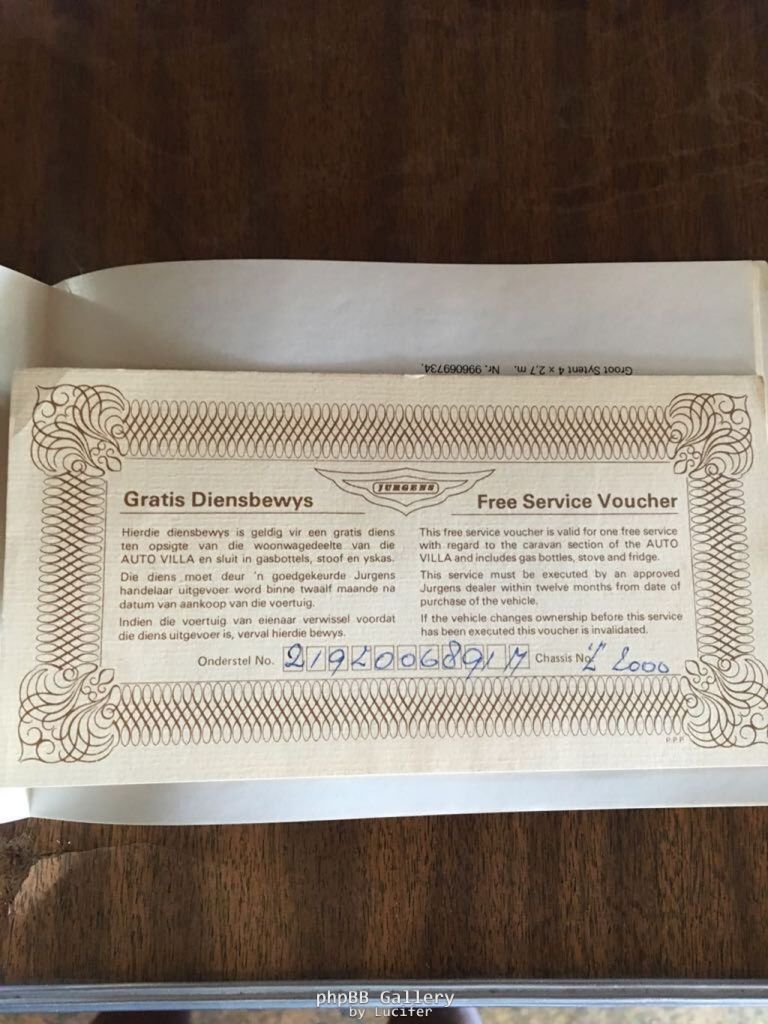 Groot Sytent 4 x 2,7 m. Nr. 996069734.
JURGENS
Gratis Diensbewys
Hierdie diensbewys is geldig vir een gratis diens
ten opsigte van die woonwagedeelte van die
AUTO VILLA en sluit in gasbottels, stoof en yskas.
Die diens moet deur 'n goedgekeurde Jurgens
handelaar uitgevoer word binne twaalf maande na
datum van aankoop van die voertuig.
Indien die voertuig van eienaar verwissel voordat
die diens uitgevoer is, verval hierdie bewys.
Free Service Voucher
This free service voucher is valid for one free service
with regard to the caravan section of the AUTO
VILLA and includes gas bottles, stove and fridge.
This service must be executed by an approved
Jurgens dealer within twelve months from date of
purchase of the vehicle.
If the vehicle changes ownership before this service
has been executed this voucher is invalidated.
Onderstel No. Chassis No.
P.P.P.
phpBB Gallery
by Lucifer